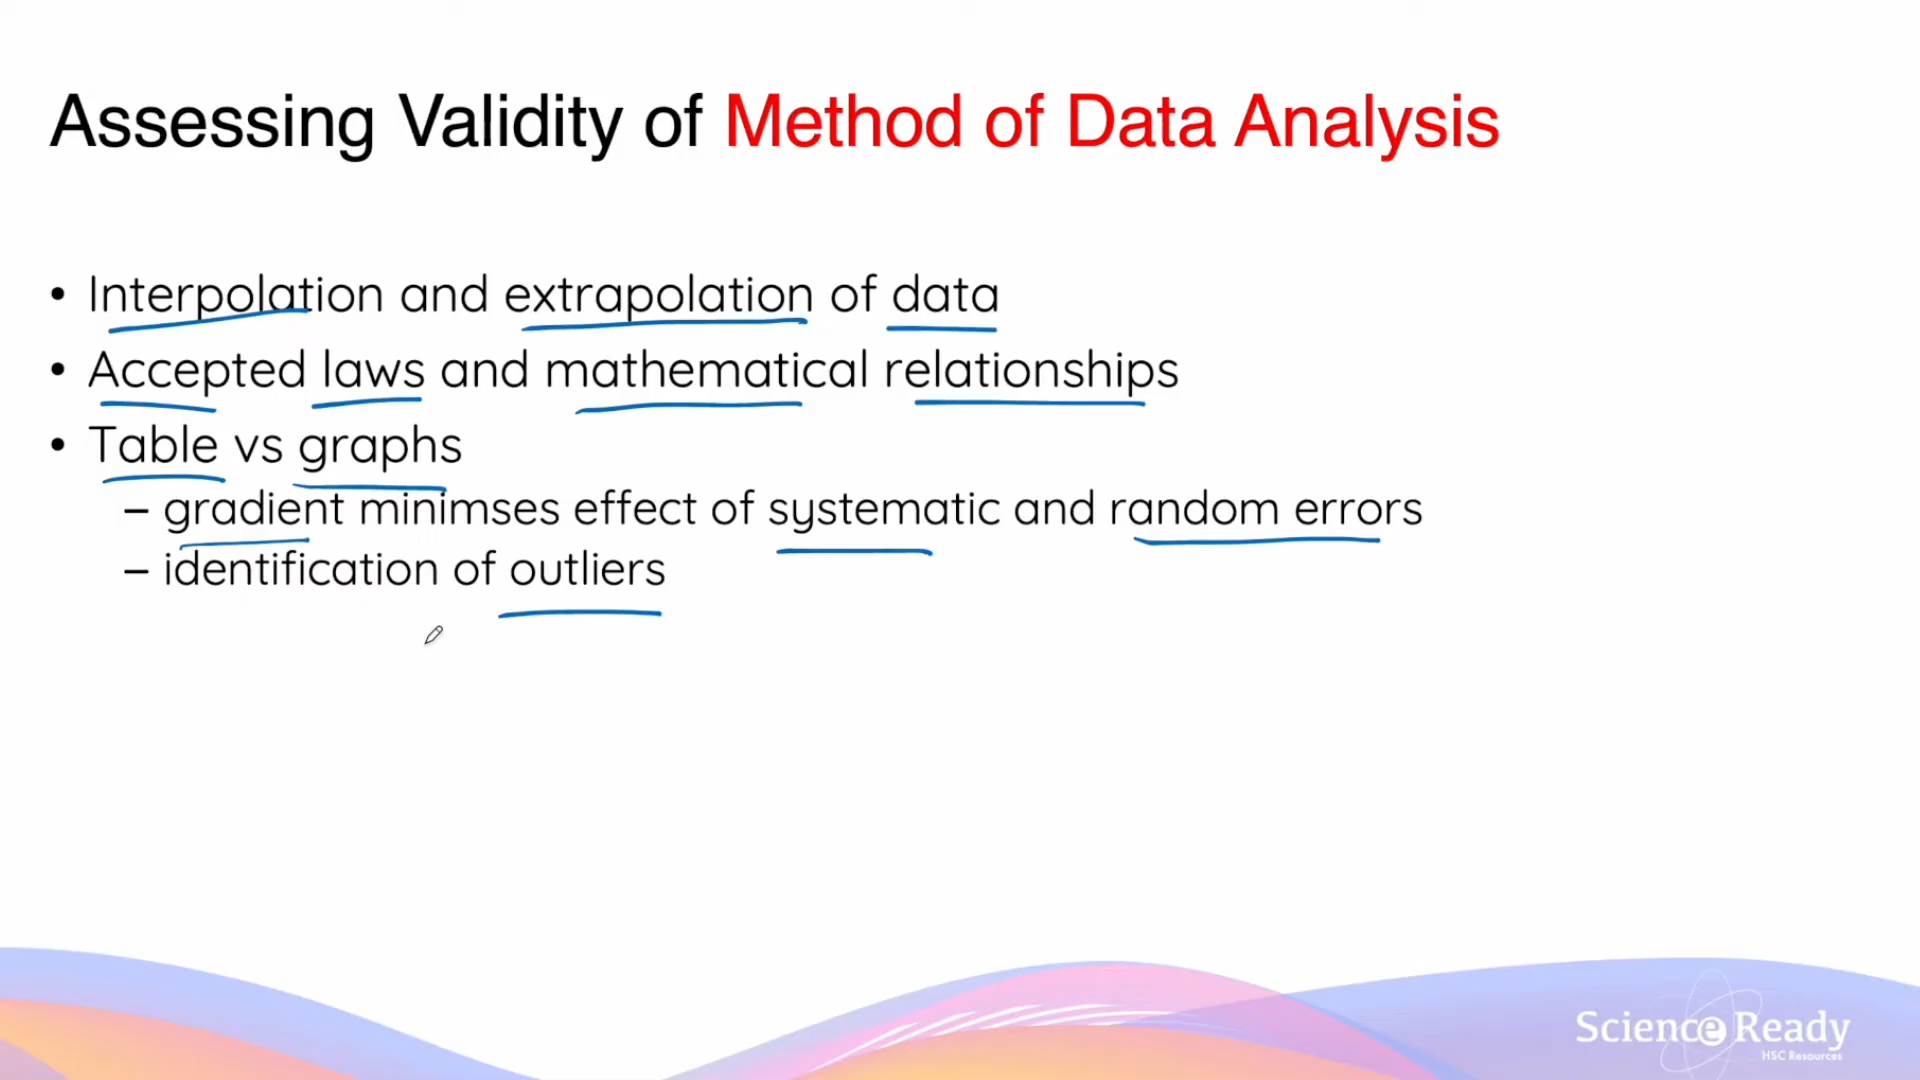 Assessing Validity of Method of Data Analysis
• Interpolation and extrapolation of data
• Accepted laws and mathematical relationships
• Table vs graphs
– gradient minimses effect of systematic and random errors
– identification of outliers
Science Ready
HSC Resources